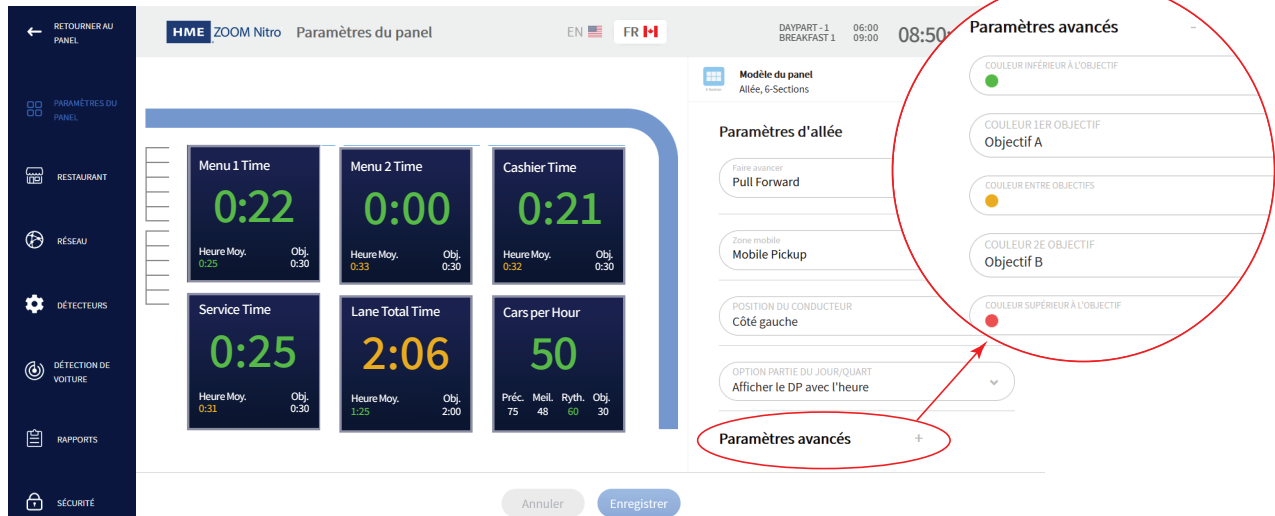 RETOURNER AU
PANEL
PARAMÈTRES DU
PANEL
RESTAURANT
RÉSEAU
DÉTECTEURS
DÉTECTION DE
VOITURE
RAPPORTS
SÉCURITÉ
HME ZOOM Nitro Paramètres du panel
EN FR
DAYPART - 1 06:00
BREAKFAST 1 09:00
08:50:
Menu 1 Time
0:22
Heure Moy. Obj.
0:25 0:30
Menu 2 Time
0:00
Heure Moy. Obj.
0:33 0:30
Cashier Time
0:21
Heure Moy. Obj.
0:32 0:30
Service Time
0:25
Heure Moy. Obj.
0:31 0:30
Lane Total Time
2:06
Heure Moy. Obj.
1:25 2:00
Cars per Hour
50
Préc. Meil. Ryth. Obj.
75 48 60 30
Modèle du panel
Allée, 6-Sections
Paramètres d'allée
Faire avancer
Pull Forward
Zone mobile
Mobile Pickup
POSITION DU CONDUCTEUR
Côté gauche
OPTION PARTIE DU JOUR/QUART
Afficher le DP avec l'heure
Paramètres avancés +
Annuler
Enregistrer
Paramètres avancés -
COULEUR INFÉRIEUR À L'OBJECTIF
COULEUR 1ER OBJECTIF
Objectif A
COULEUR ENTRE OBJECTIFS
COULEUR 2E OBJECTIF
Objectif B
COULEUR SUPÉRIEUR À L'OBJECTIF